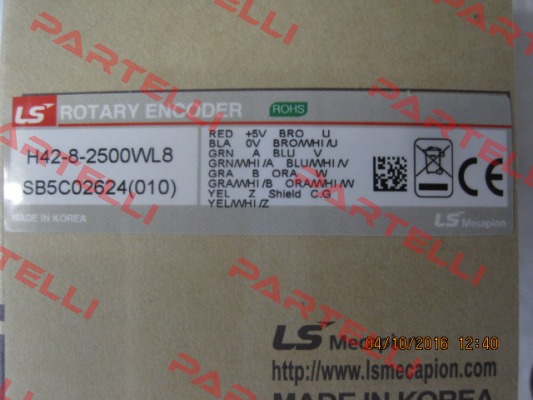 LS ROTARY ENCODER ROHS
H42-8-2500WL8
SB5C02624(010)
MADE IN KOREA
RED +5V BRO U
BLA 0V BRO/WHI/U
GRN A BLU V
GRN/WHI/A BLU/WHI/V
GRA B ORA W
GRA/WHI/B ORA/WHI/W
YEL Z Shield C.G
YEL/WHI/Z
LS Mecapion
04/10/2016 12:40
LS Mecapion
http://www.lsmecapion.com
MADE IN KOREA
PARTELLI
PARTELLI
PARTELLI
PARTELLI
PARTELLI